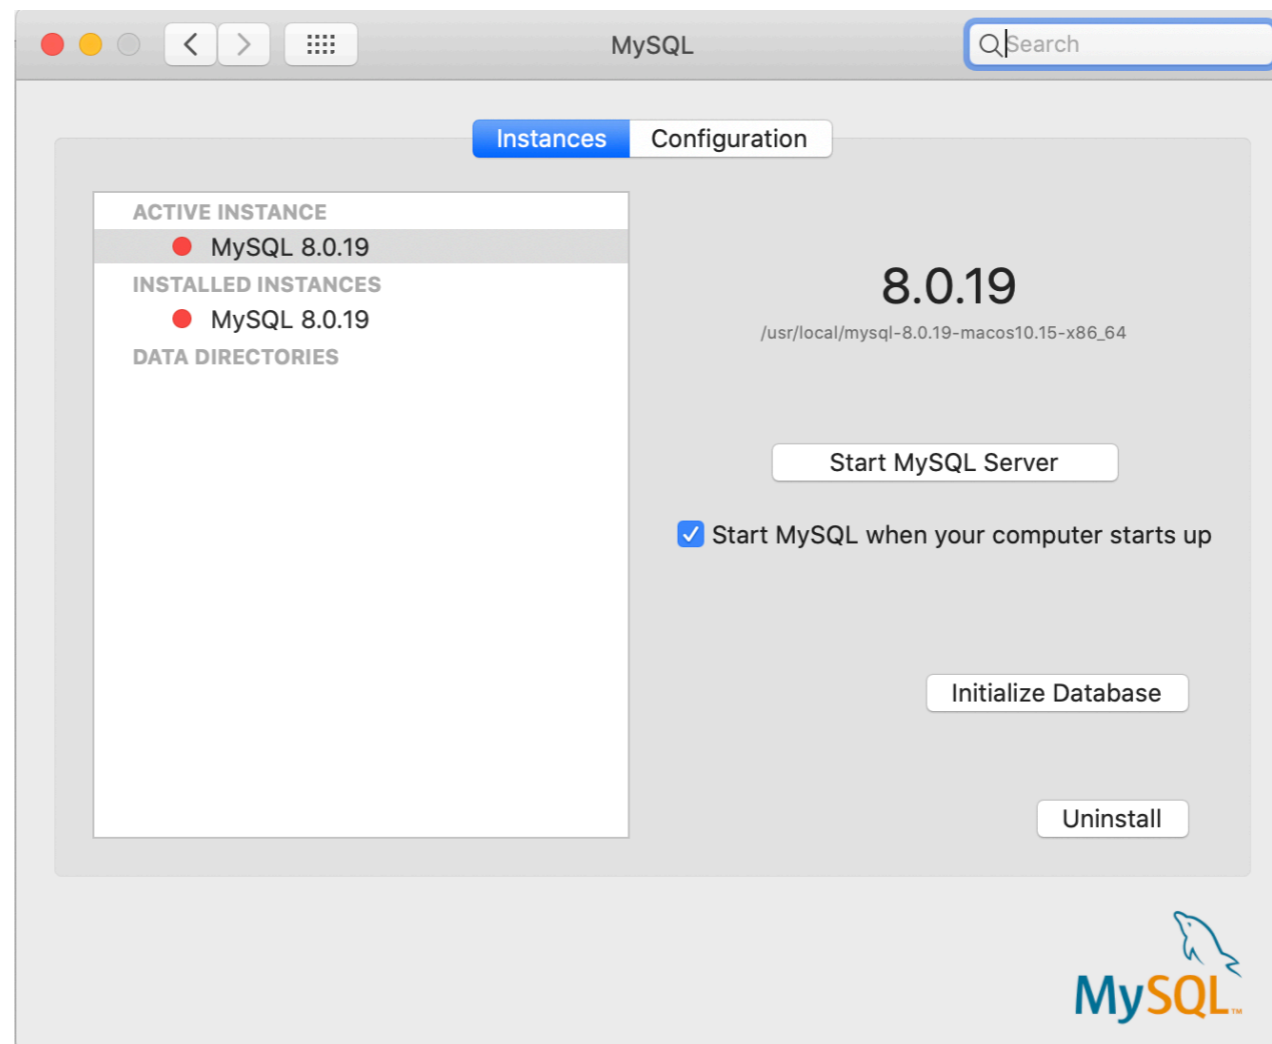 MySQL
Search
Instances
Configuration
ACTIVE INSTANCE
MySQL 8.0.19
INSTALLED INSTANCES
MySQL 8.0.19
DATA DIRECTORIES
8.0.19
/usr/local/mysql-8.0.19-macos10.15-x86_64
Start MySQL Server
Start MySQL when your computer starts up
Initialize Database
Uninstall
MySQL™